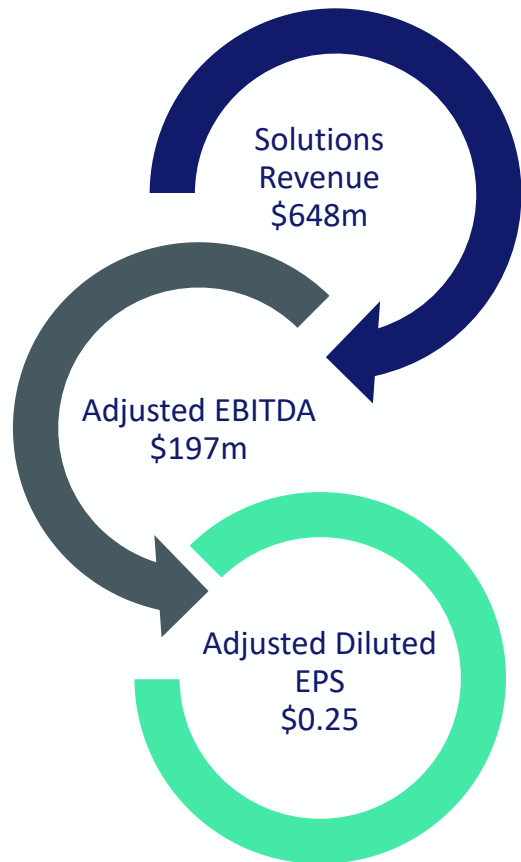 Solutions
Revenue
$648m
Adjusted EBITDA
$197m
Adjusted Diluted
EPS
$0.25